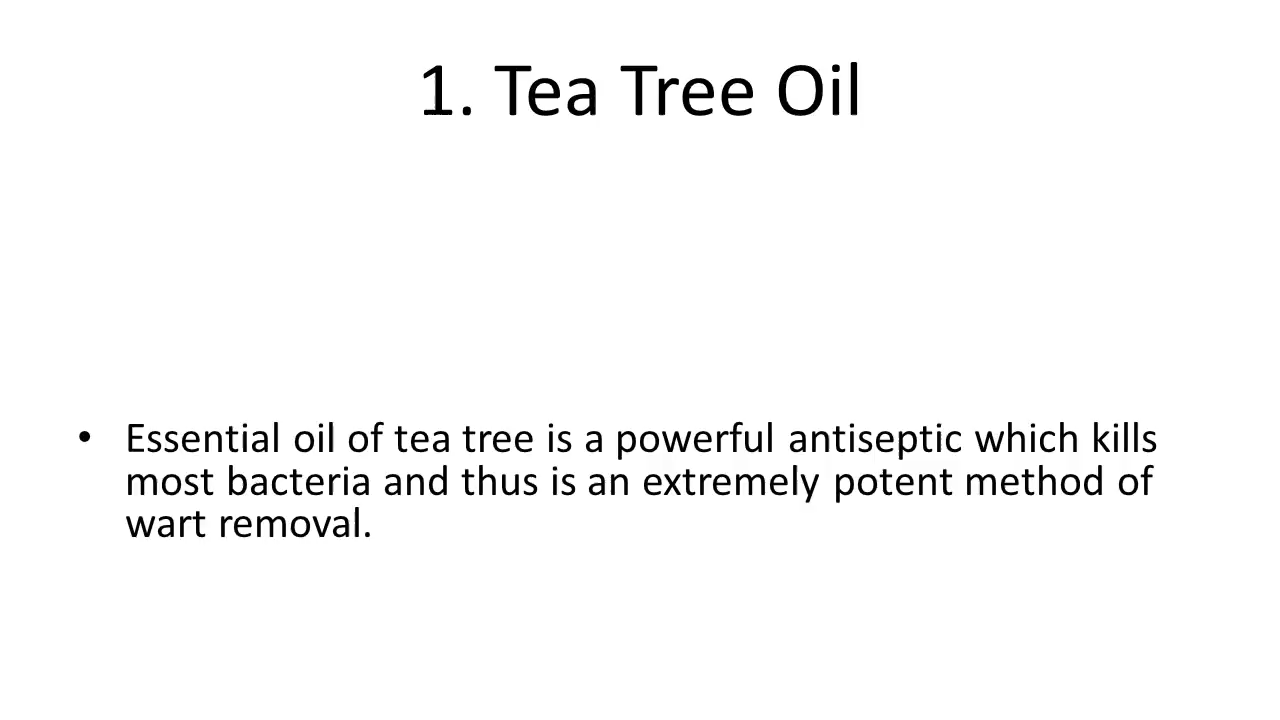 1. Tea Tree Oil
• Essential oil of tea tree is a powerful antiseptic which kills
most bacteria and thus is an extremely potent method of
wart removal.